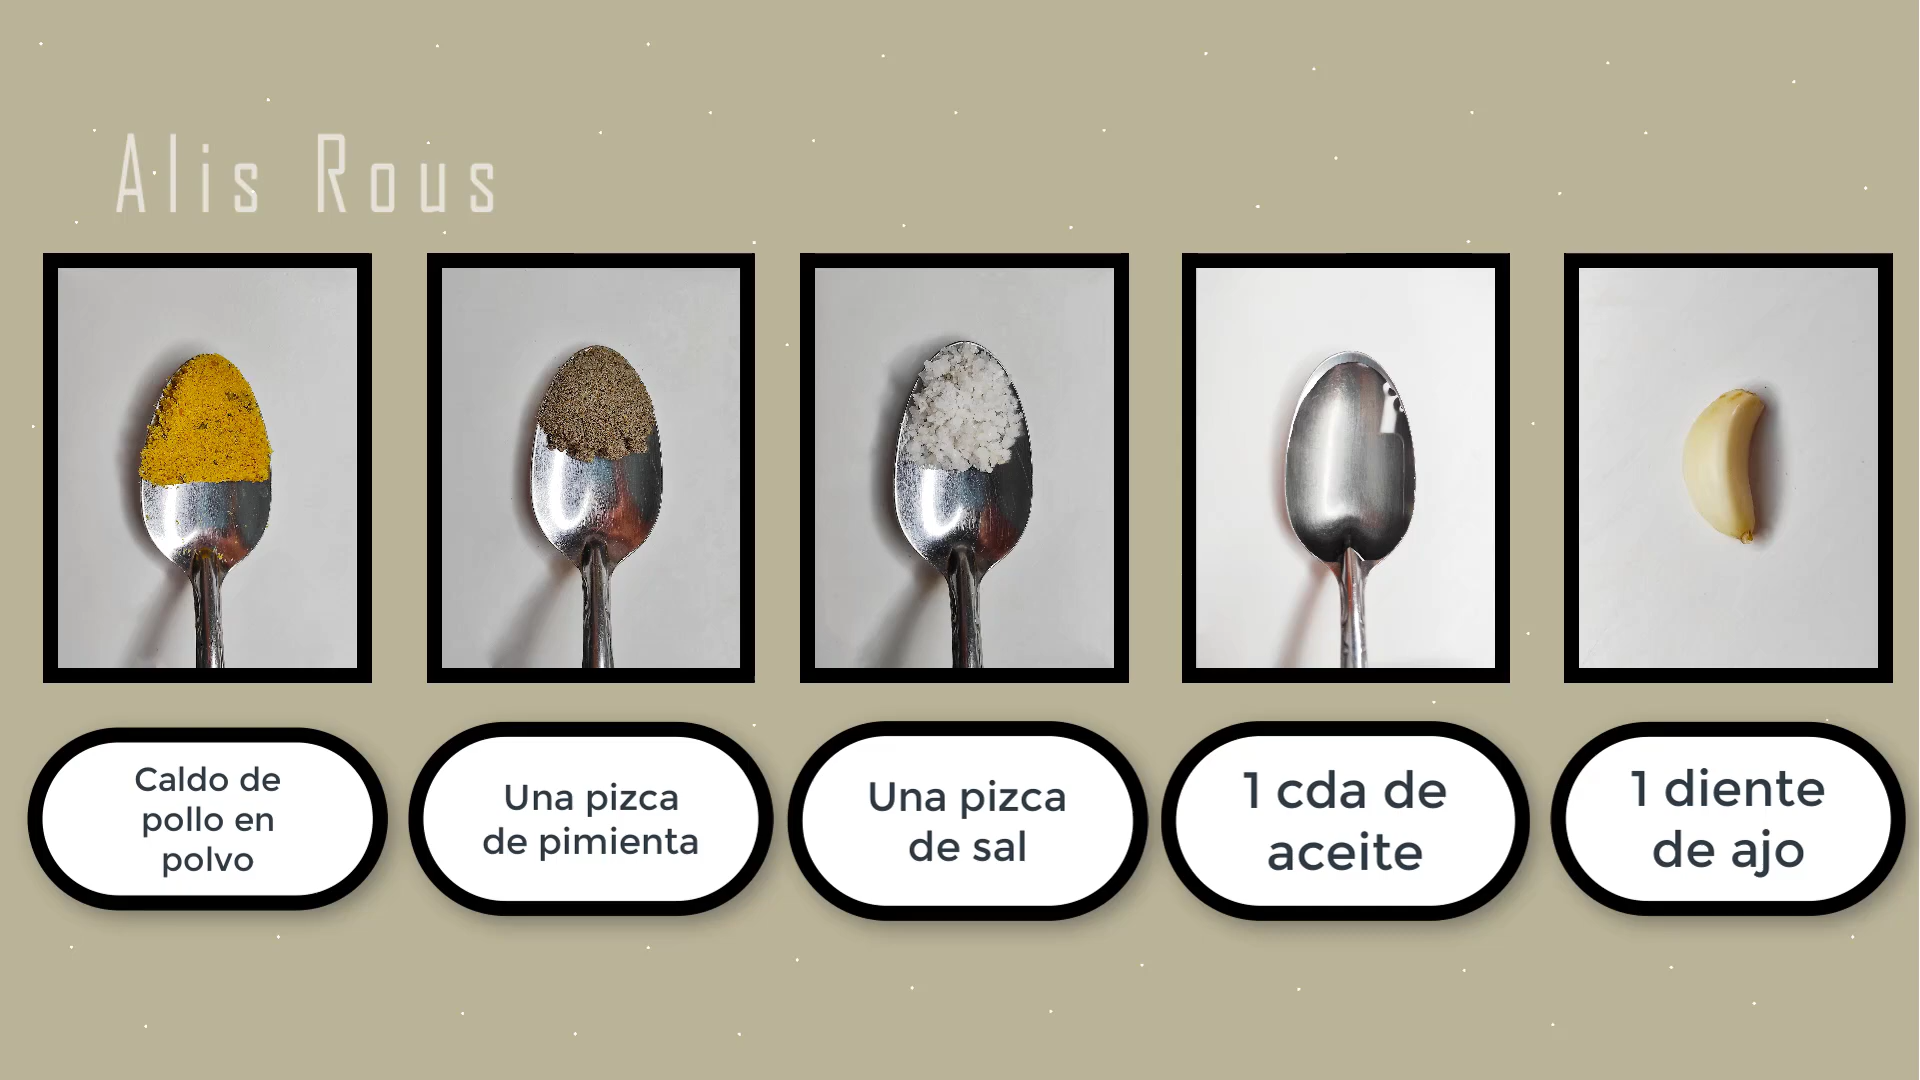 Alis Rous
Caldo de
pollo en
polvo
Una pizca
de pimienta
Una pizca
de sal
1 cda de
aceite
1 diente
de ajo